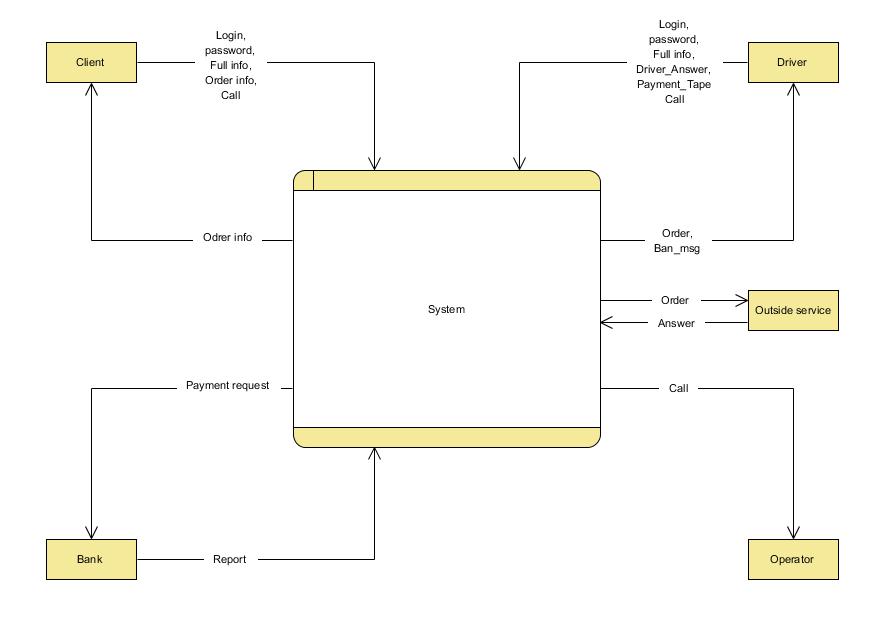 Client
Login,
password,
Full info,
Order info,
Call
Login,
password,
Full info,
Driver_Answer,
Payment_Tape
Call
Driver
Odrer info
Order,
Ban_msg
System
Order
Answer
Outside service
Payment request
Call
Bank
Report
Operator